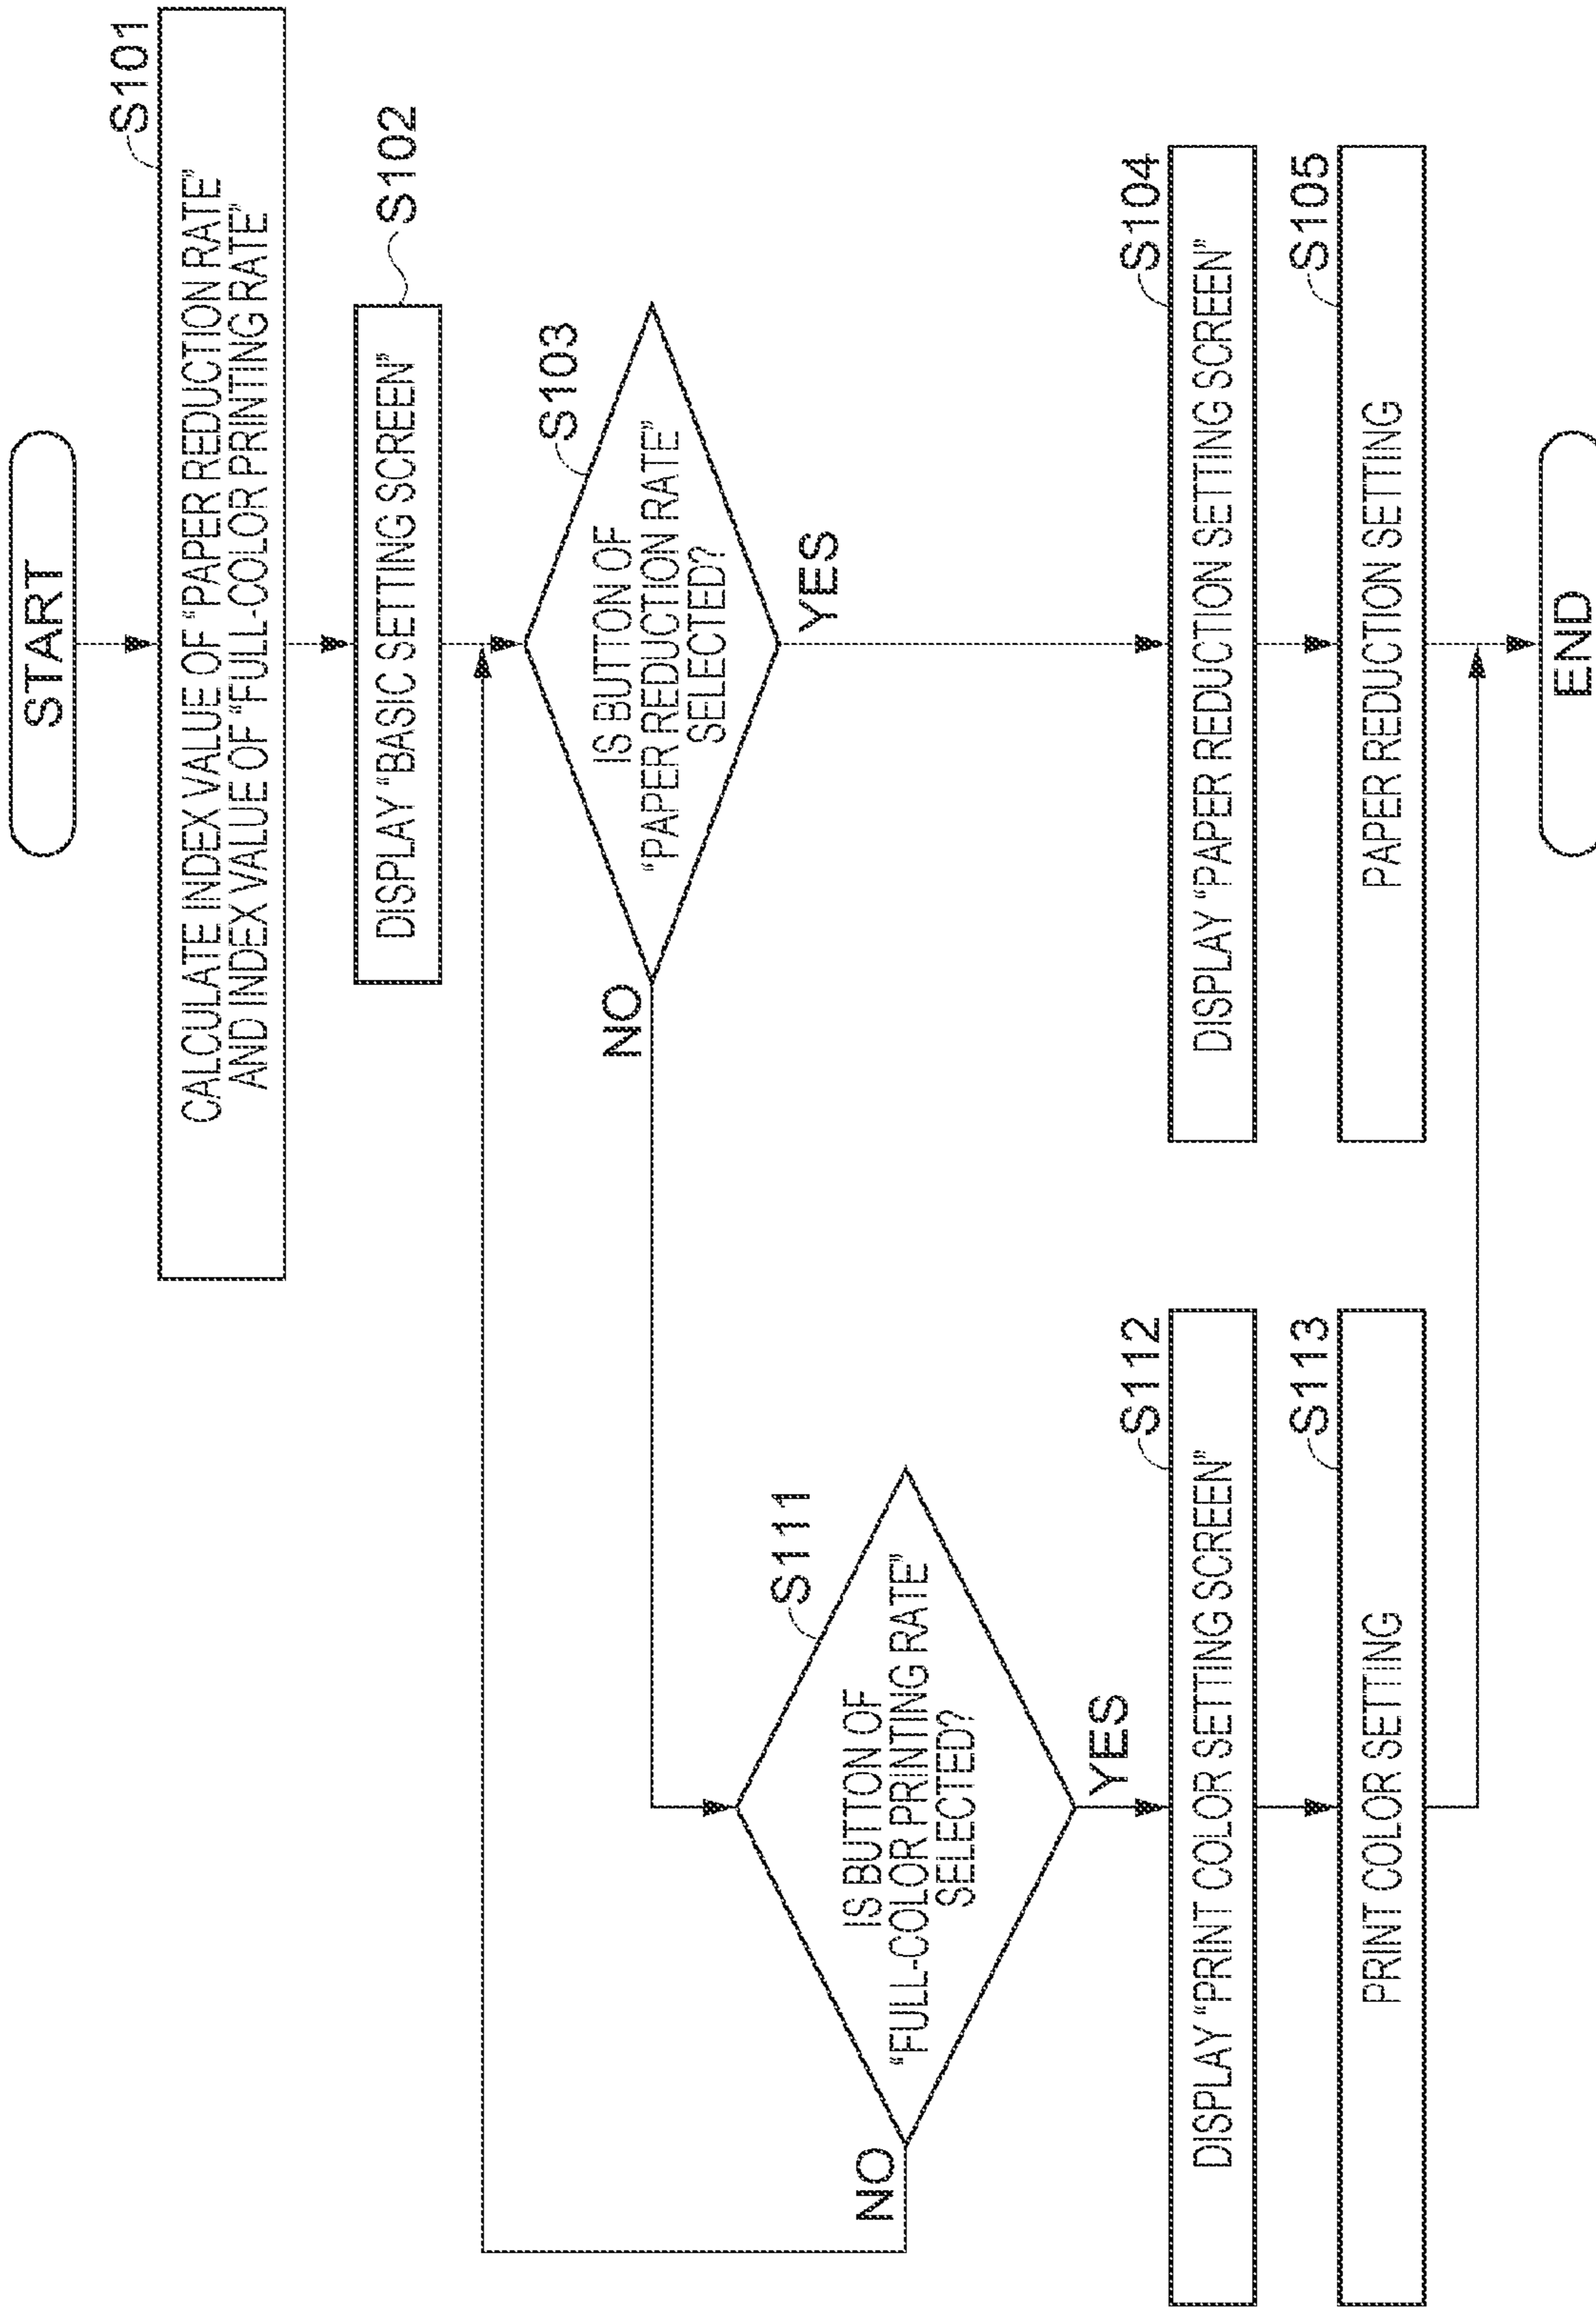 START
S101
CALCULATE INDEX VALUE OF "PAPER REDUCTION RATE"
AND INDEX VALUE OF "FULL-COLOR PRINTING RATE"
S102
DISPLAY "BASIC SETTING SCREEN"
S103
IS BUTTON OF
"PAPER REDUCTION RATE"
SELECTED?
NO
YES
S111
IS BUTTON OF
"FULL-COLOR PRINTING RATE"
SELECTED?
NO
YES
S112
DISPLAY "PRINT COLOR SETTING SCREEN"
S113
PRINT COLOR SETTING
S104
DISPLAY "PAPER REDUCTION SETTING SCREEN"
S105
PAPER REDUCTION SETTING
END